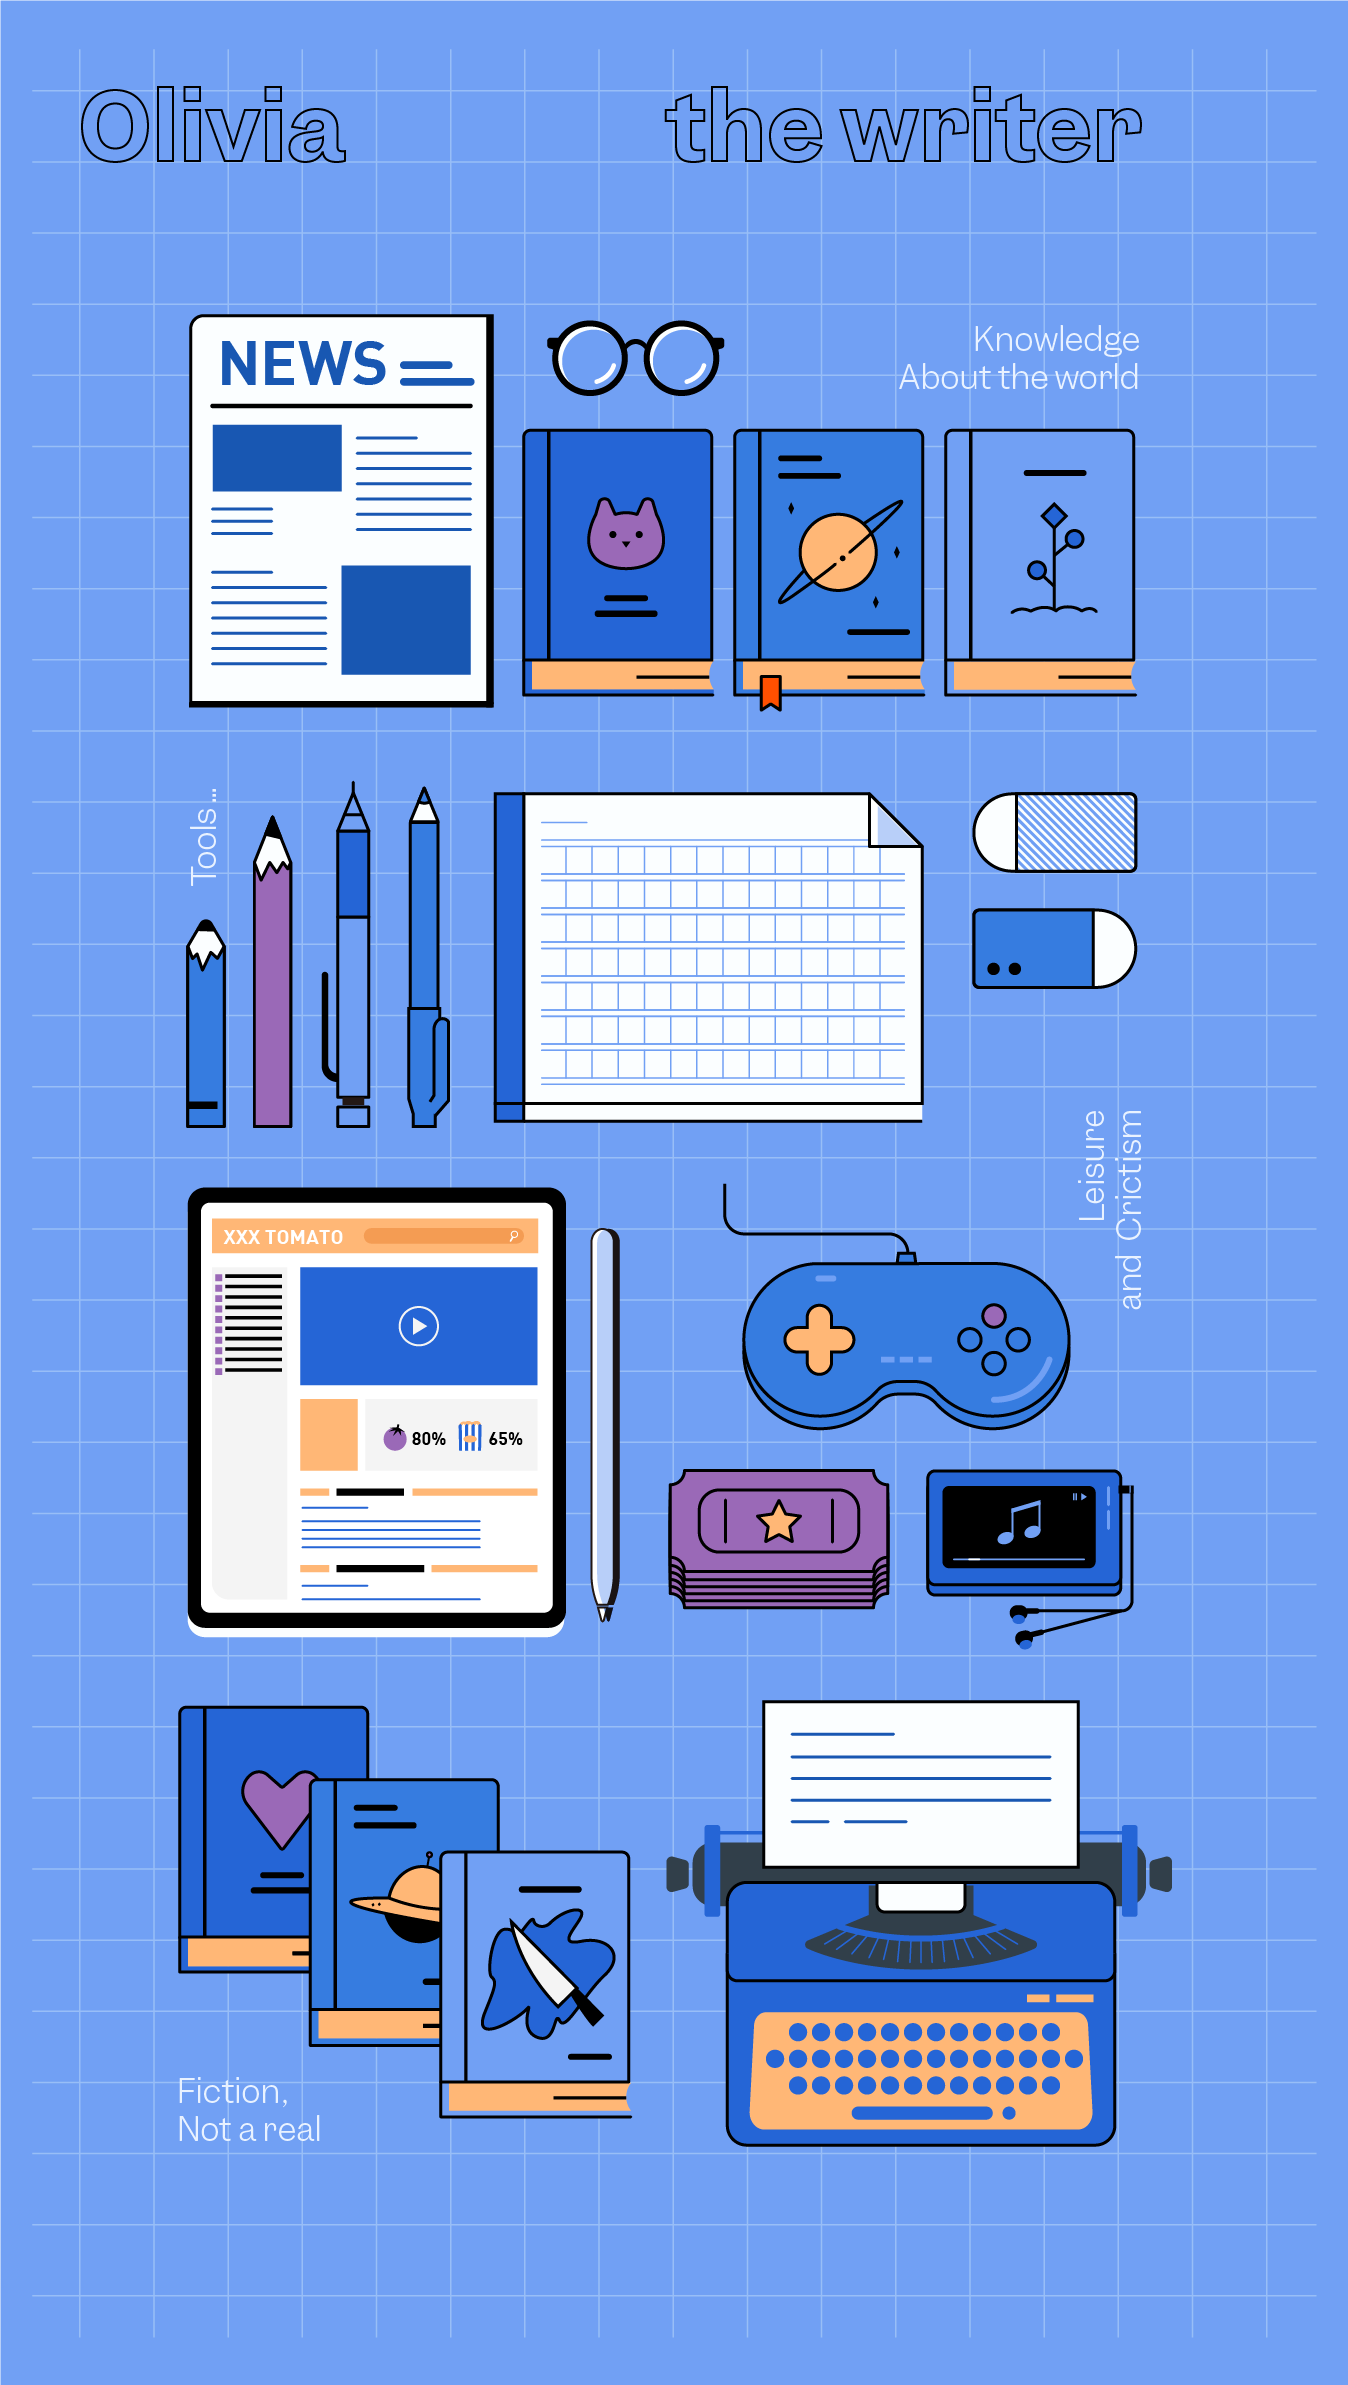 Olivia the writer
NEWS
Knowledge
About the world
Tools...
Leisure
and Crictism
XXX TOMATO
80% 65%
Fiction,
Not a real